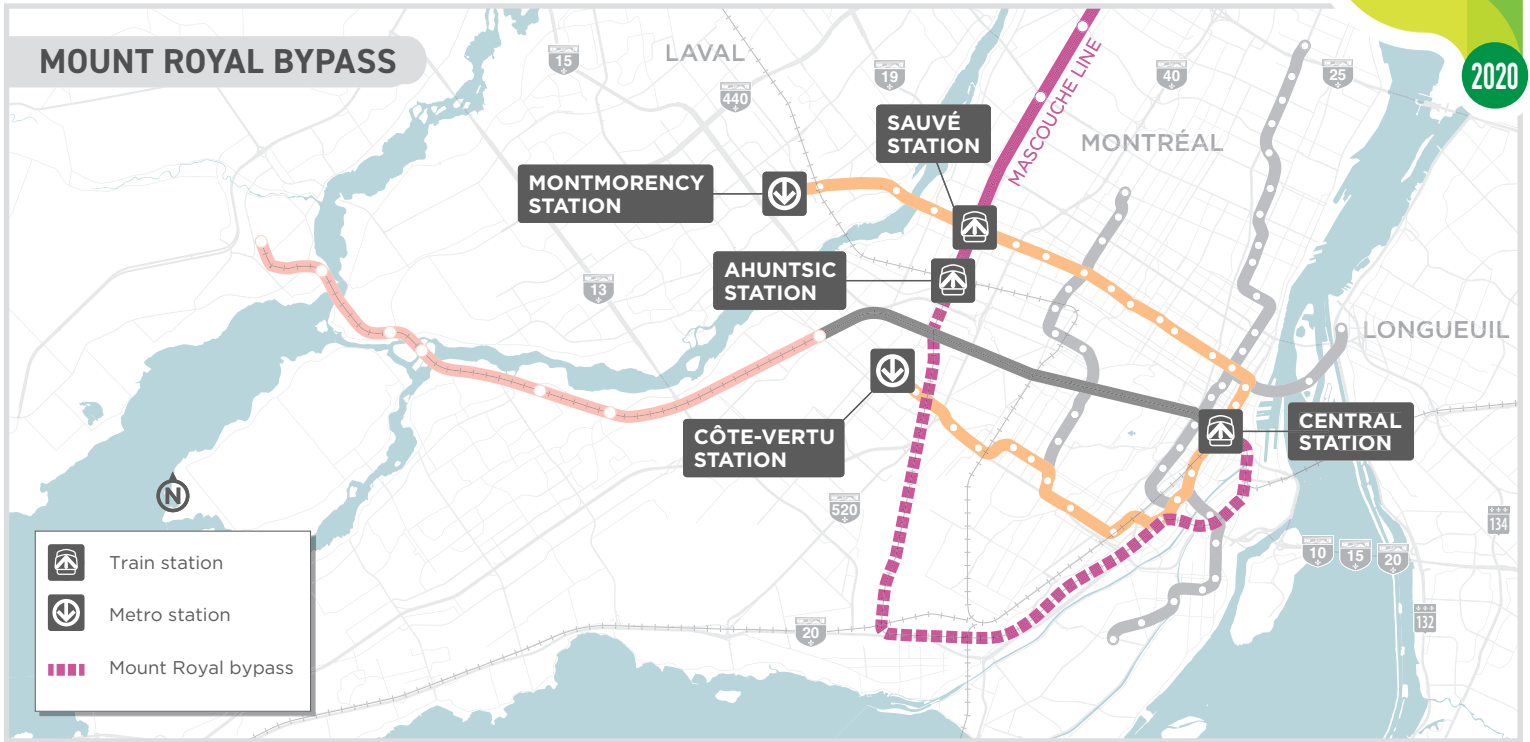 MOUNT ROYAL BYPASS
2020
LAVAL
15
440
19
40
25
SAUVÉ
STATION
MASCOUCHE LINE
MONTRÉAL
MONTMORENCY
STATION
AHUNTSIC
STATION
13
LONGUEUIL
CÔTE-VERTU
STATION
CENTRAL
STATION
N
520
134
10
15
20
132
20
Train station
Metro station
Mount Royal bypass